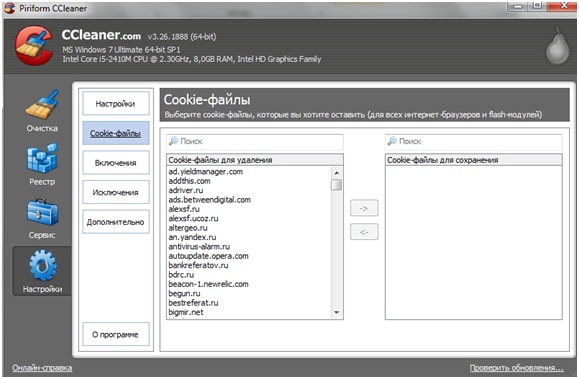 Piriform CCleaner
CCleaner.com v3.26.1888 (64-bit)
MS Windows 7 Ultimate 64-bit SP1
Intel Core i5-2410M CPU @ 2.30GHz, 8,0GB RAM, Intel HD Graphics Family
Очистка
Реестр
Сервис
Настройки
Настройки
Cookie-файлы
Включения
Исключения
Дополнительно
О программе
Cookie-файлы
Выберите cookie-файлы, которые вы хотите оставить (для всех интернет-браузеров и flash-модулей)
Поиск
Cookie-файлы для удаления
ad.yieldmanager.com
addthis.com
adriver.ru
ads.betweendigital.com
alexsf.ru
alexsf.ucoz.ru
altergeo.ru
an.yandex.ru
antivirus-alarm.ru
autoupdate.opera.com
bankreferatov.ru
bdrc.ru
beacon-1.newrelic.com
begun.ru
bestreferat.ru
bigmir.net
->
<-
Поиск
Cookie-файлы для сохранения
Онлайн-справка
Проверить обновления...